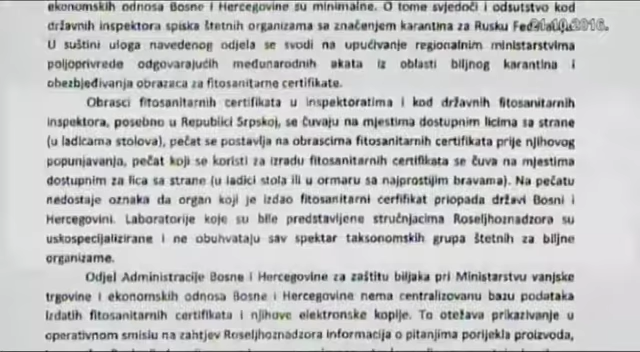 ekonomskih odnosa Bosne i Hercegovine su minimalne. O tome svjedoči i odsutstvo kod
državnih inspektora spiska štetnih organizama sa značenjem karantina za Rusku Federaciju.
21.10.2016.
U suštini uloga navedenog odjela se svodi na upućivanje regionalnim ministarstvima
poljoprivrede odgovarajućih međunarodnih akata iz oblasti biljnog karantina i
obezbjeđivanja obrazaca za fitosanitarne certifikate.
Obrasci fitosanitarnih certifikata u inspektoratima i kod državnih fitosanitarnih
inspektora, posebno u Republici Srpskoj, se čuvaju na mjestima dostupnim licima sa strane
(u ladicama stolova), pečat se postavlja na obrascima fitosanitarnih certifikata prije njihovog
popunjavanja, pečat koji se koristi za izradu fitosanitarnih certifikata se čuva na mjestima
dostupnim za lica sa strane (u ladici stola ili u ormaru sa najprostijim bravama). Na pečatu
nedostaje oznaka da organ koji je izdao fitosanitarni cerfifikat priopada državi Bosni i
Hercegovini. Laboratorije koje su bile predstavljene stručnjacima Roseljhoznadzora su
uskospecijalizirane i ne obuhvataju sav spektar taksonomskih grupa štetnih za biljne
organizame.
Odjel Administracije Bosne i Hercegovine za zaštitu biljaka pri Ministarstvu vanjske
trgovine i ekonomskih odnosa Bosne i Hercegovine nema centralizovanu bazu podataka
izdatih fitosanitarnih certifikata i njihove elektronske kopije. To otežava prikazivanje u
operativnom smislu na zahtjev Roseljhoznadzora informacija o pitanjima porijekla proizvoda,